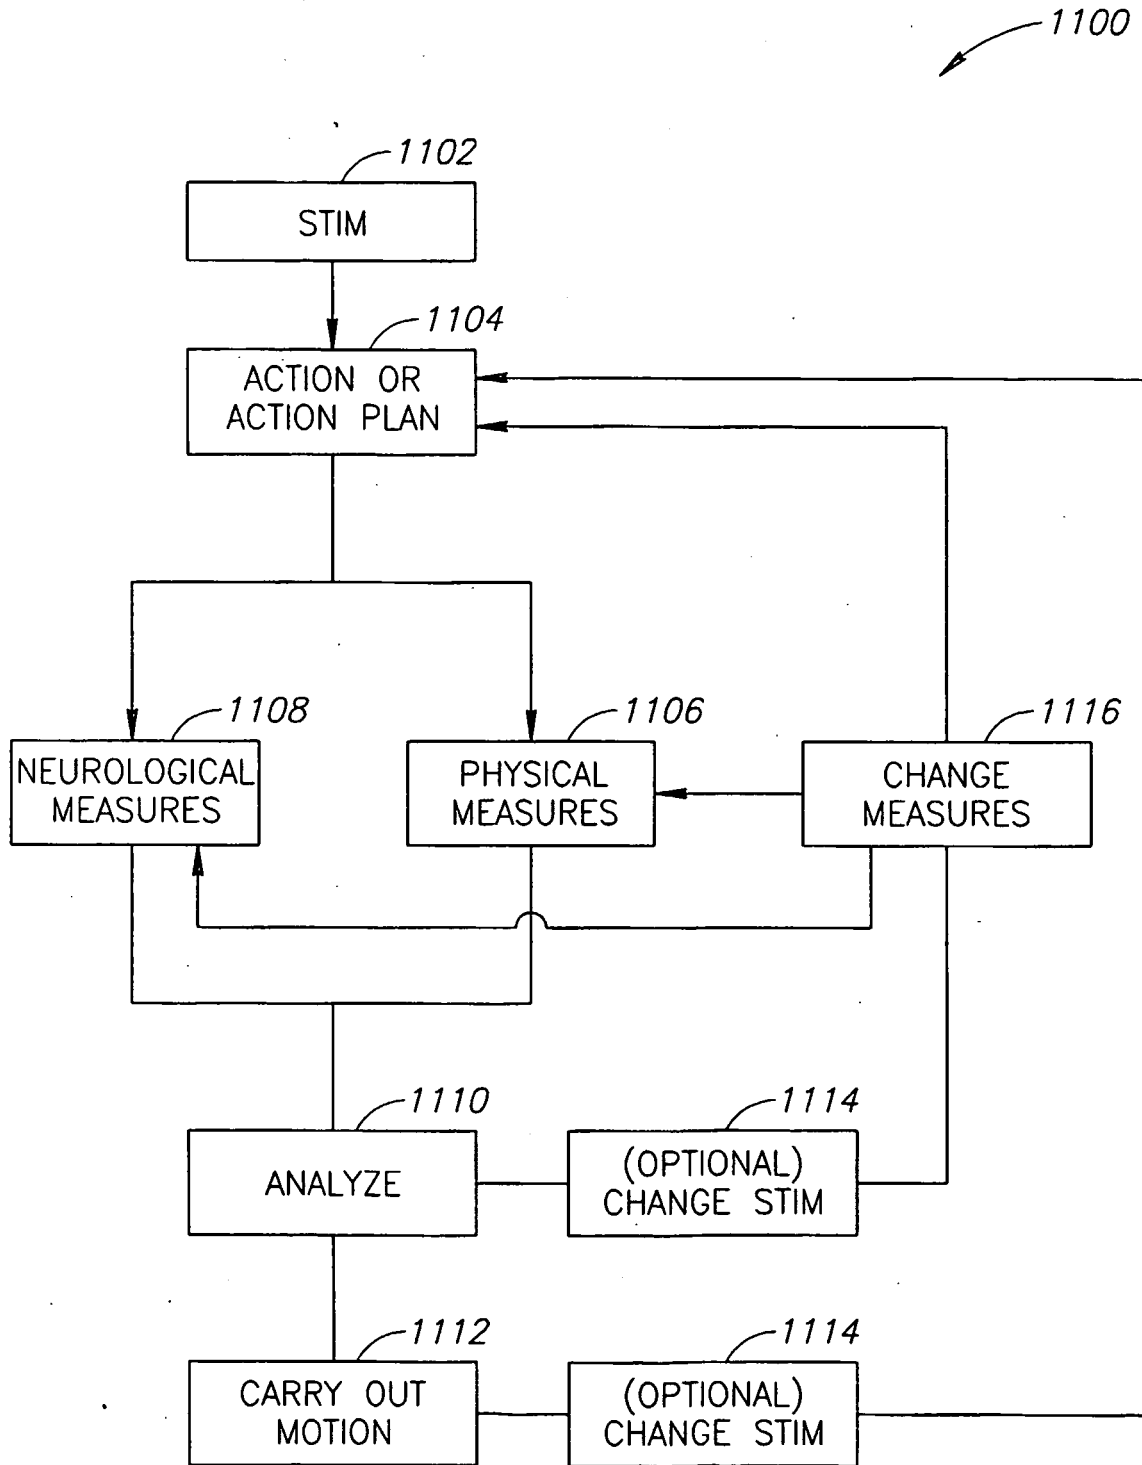 1100
1102
STIM
1104
ACTION OR
ACTION PLAN
1108
NEUROLOGICAL
MEASURES
1106
PHYSICAL
MEASURES
1116
CHANGE
MEASURES
1110
ANALYZE
1114
(OPTIONAL)
CHANGE STIM
1112
CARRY OUT
MOTION
1114
(OPTIONAL)
CHANGE STIM